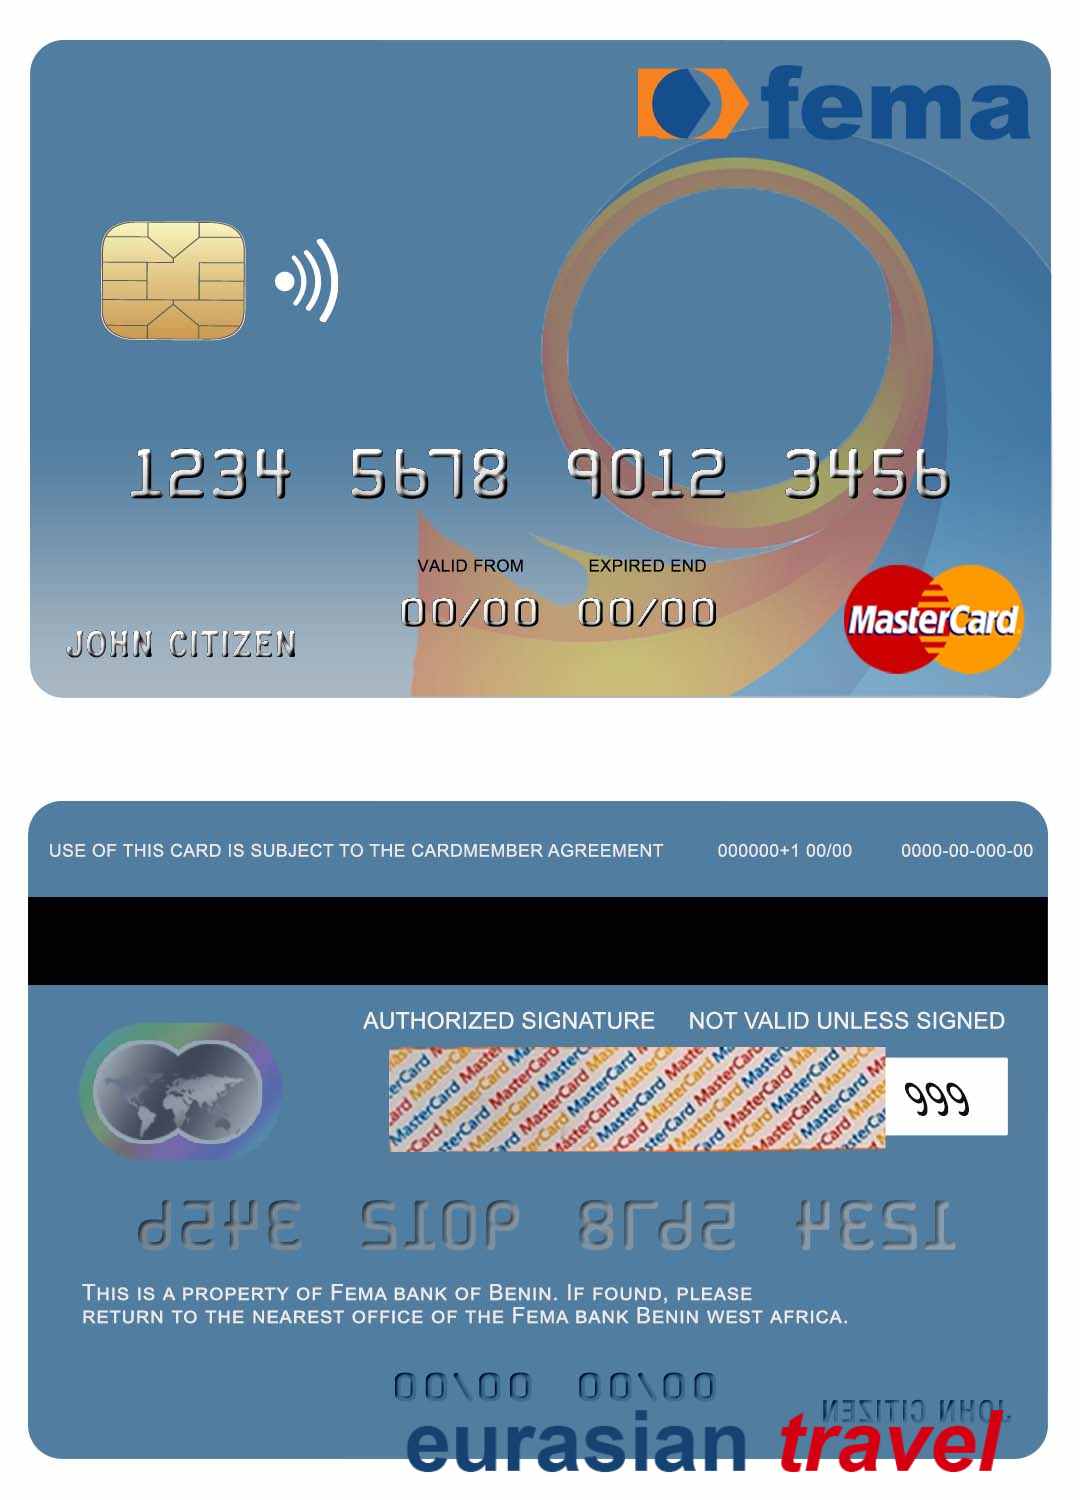 fema
1234 5678 9012 3456
VALID FROM EXPIRED END
00/00 00/00
JOHN CITIZEN
MasterCard
USE OF THIS CARD IS SUBJECT TO THE CARDMEMBER AGREEMENT 000000+1 00/00 0000-00-000-00
AUTHORIZED SIGNATURE NOT VALID UNLESS SIGNED
MasterCard MasterCard MasterCard MasterCard
999
1234 5678 9012 3456
THIS IS A PROPERTY OF FEMA BANK OF BENIN. IF FOUND, PLEASE
RETURN TO THE NEAREST OFFICE OF THE FEMA BANK BENIN WEST AFRICA.
00/00 00/00
JOHN CITIZEN
eurasian travel